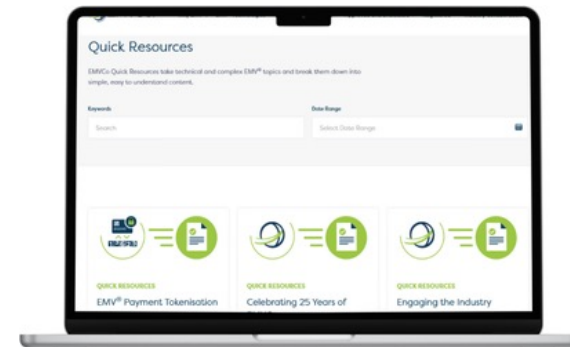 Quick Resources
EMVCo Quick Resources take technical and complex EMV® topics and break them down into
simple, easy to understand content.
Keywords
Date Range
Search
Select Date Range
QUICK RESOURCES
QUICK RESOURCES
QUICK RESOURCES
EMV® Payment Tokenisation
Celebrating 25 Years of
Engaging the Industry